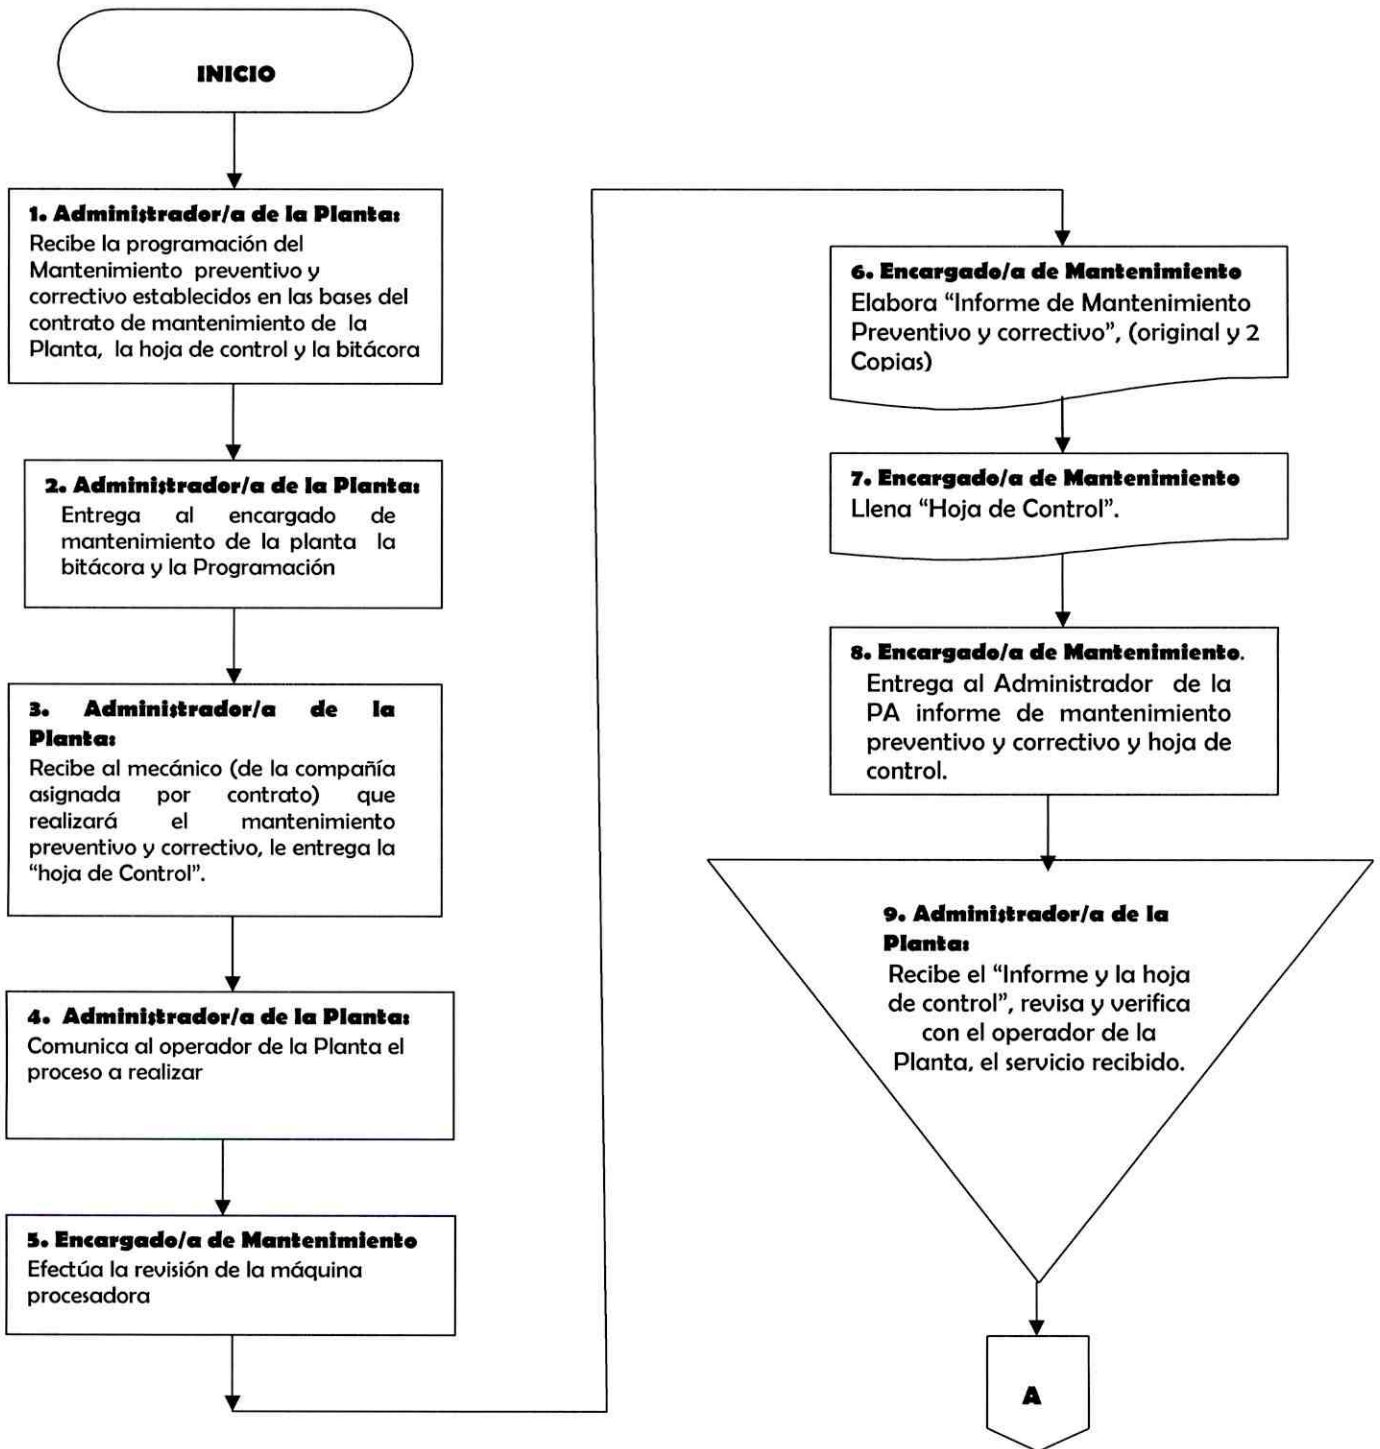 INICIO
1. Administrador/a de la Planta:
Recibe la programación del
Mantenimiento preventivo y
correctivo establecidos en las bases del
contrato de mantenimiento de la
Planta, la hoja de control y la bitácora
2. Administrador/a de la Planta:
Entrega al encargado de
mantenimiento de la planta la
bitácora y la Programación
3. Administrador/a de la
Planta:
Recibe al mecánico (de la compañía
asignada por contrato) que
realizará el mantenimiento
preventivo y correctivo, le entrega la
“hoja de Control”.
4. Administrador/a de la Planta:
Comunica al operador de la Planta el
proceso a realizar
5. Encargado/a de Mantenimiento
Efectúa la revisión de la máquina
procesadora
6. Encargado/a de Mantenimiento
Elabora “Informe de Mantenimiento
Preventivo y correctivo”, (original y 2
Copias)
7. Encargado/a de Mantenimiento
Llena “Hoja de Control”.
8. Encargado/a de Mantenimiento.
Entrega al Administrador de la
PA informe de mantenimiento
preventivo y correctivo y hoja de
control.
9. Administrador/a de la
Planta:
Recibe el “Informe y la hoja
de control”, revisa y verifica
con el operador de la
Planta, el servicio recibido.
A